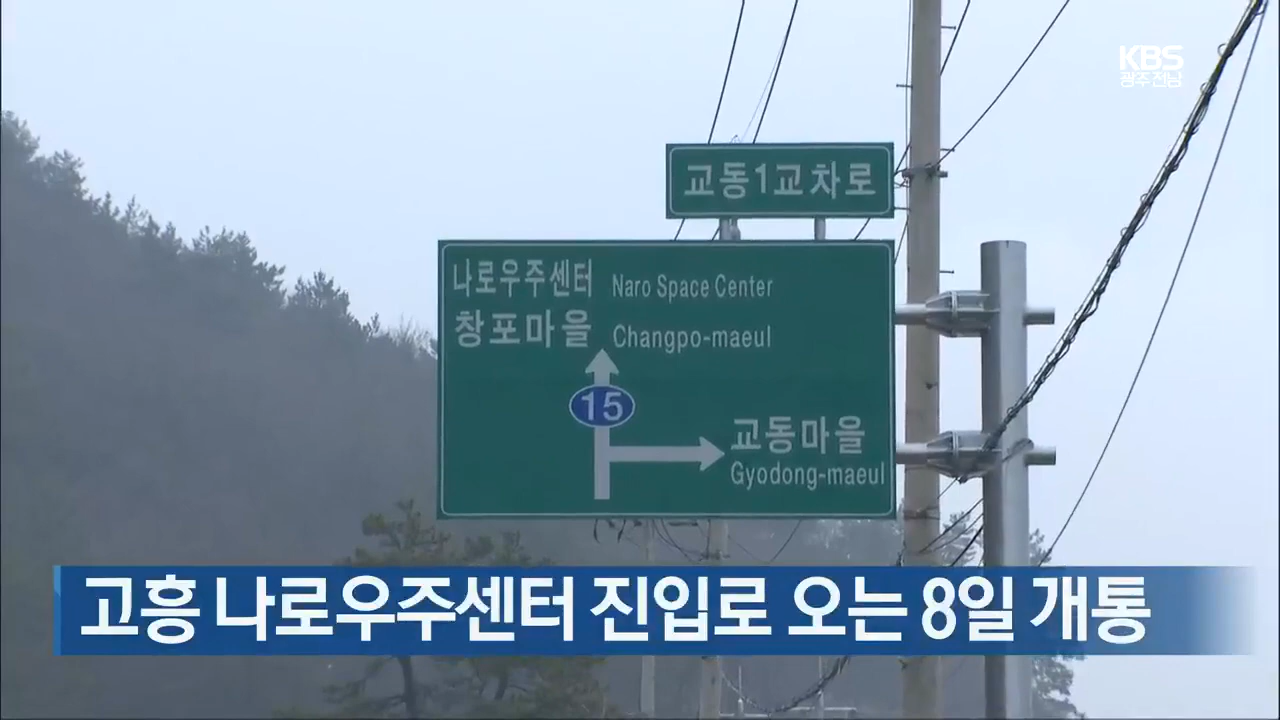 KBS
광주전남
교동1교차로
나로우주센터 Naro Space Center
창포마을 Changpo-maeul
15
교동마을
Gyodong-maeul
고흥 나로우주센터 진입로 오는 8일 개통